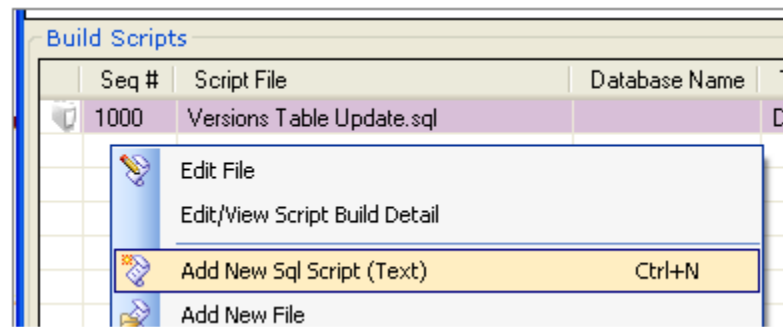 Build Scripts
Seq # Script File Database Name
1000 Versions Table Update.sql
Edit File
Edit/View Script Build Detail
Add New Sql Script (Text) Ctrl+N
Add New File